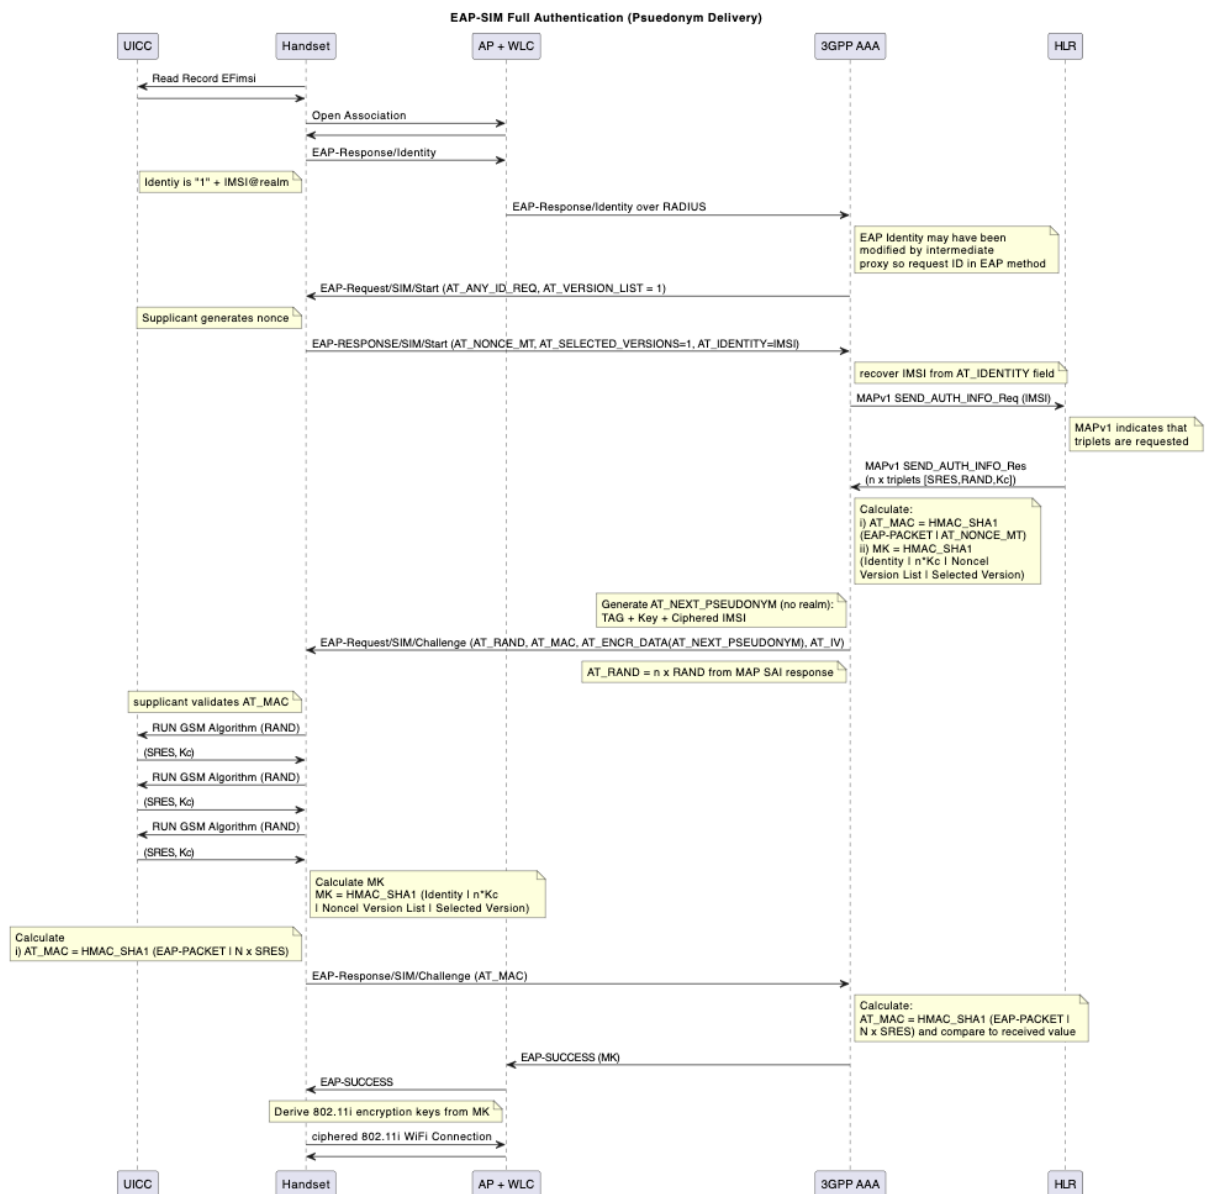 EAP-SIM Full Authentication (Psuedonym Delivery)
UICC
Handset
AP + WLC
3GPP AAA
HLR
Read Record EFimsi
Open Association
EAP-Response/Identity
Identiy is "1" + IMSI@realm
EAP-Response/Identity over RADIUS
EAP Identity may have been
modified by intermediate
proxy so request ID in EAP method
EAP-Request/SIM/Start (AT_ANY_ID_REQ, AT_VERSION_LIST = 1)
Supplicant generates nonce
EAP-RESPONSE/SIM/Start (AT_NONCE_MT, AT_SELECTED_VERSIONS=1, AT_IDENTITY=IMSI)
recover IMSI from AT_IDENTITY field
MAPv1 SEND_AUTH_INFO_Req (IMSI)
MAPv1 indicates that
triplets are requested
MAPv1 SEND_AUTH_INFO_Res
(n x triplets [SRES,RAND,Kc])
Calculate:
i) AT_MAC = HMAC_SHA1
(EAP-PACKET | AT_NONCE_MT)
ii) MK = HMAC_SHA1
(Identity | n*Kc | Noncel
Version List | Selected Version)
Generate AT_NEXT_PSEUDONYM (no realm):
TAG + Key + Ciphered IMSI
EAP-Request/SIM/Challenge (AT_RAND, AT_MAC, AT_ENCR_DATA(AT_NEXT_PSEUDONYM), AT_IV)
AT_RAND = n x RAND from MAP SAI response
supplicant validates AT_MAC
RUN GSM Algorithm (RAND)
(SRES, Kc)
RUN GSM Algorithm (RAND)
(SRES, Kc)
RUN GSM Algorithm (RAND)
(SRES, Kc)
Calculate MK
MK = HMAC_SHA1 (Identity | n*Kc
| Noncel Version List | Selected Version)
Calculate
i) AT_MAC = HMAC_SHA1 (EAP-PACKET | N x SRES)
EAP-Response/SIM/Challenge (AT_MAC)
Calculate:
AT_MAC = HMAC_SHA1 (EAP-PACKET |
N x SRES) and compare to received value
EAP-SUCCESS (MK)
EAP-SUCCESS
Derive 802.11i encryption keys from MK
ciphered 802.11i WiFi Connection
UICC
Handset
AP + WLC
3GPP AAA
HLR